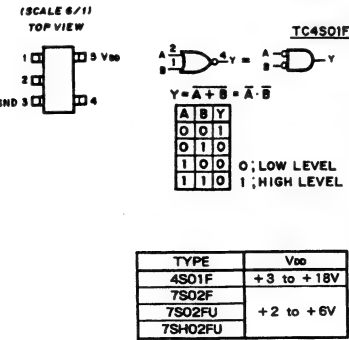 (SCALE 6/1)
TOP VIEW
TC4S01F
1
5 VDD
2
GND 3
4
A 2
B 1
4 Y = A B Y
Y = A + B = A · B
A B Y
0 0 1
0 1 0
1 0 0
1 1 0
0 ; LOW LEVEL
1 ; HIGH LEVEL
TYPE VDD
4S01F +3 to +18V
7S02F
7S02FU +2 to +6V
7SH02FU